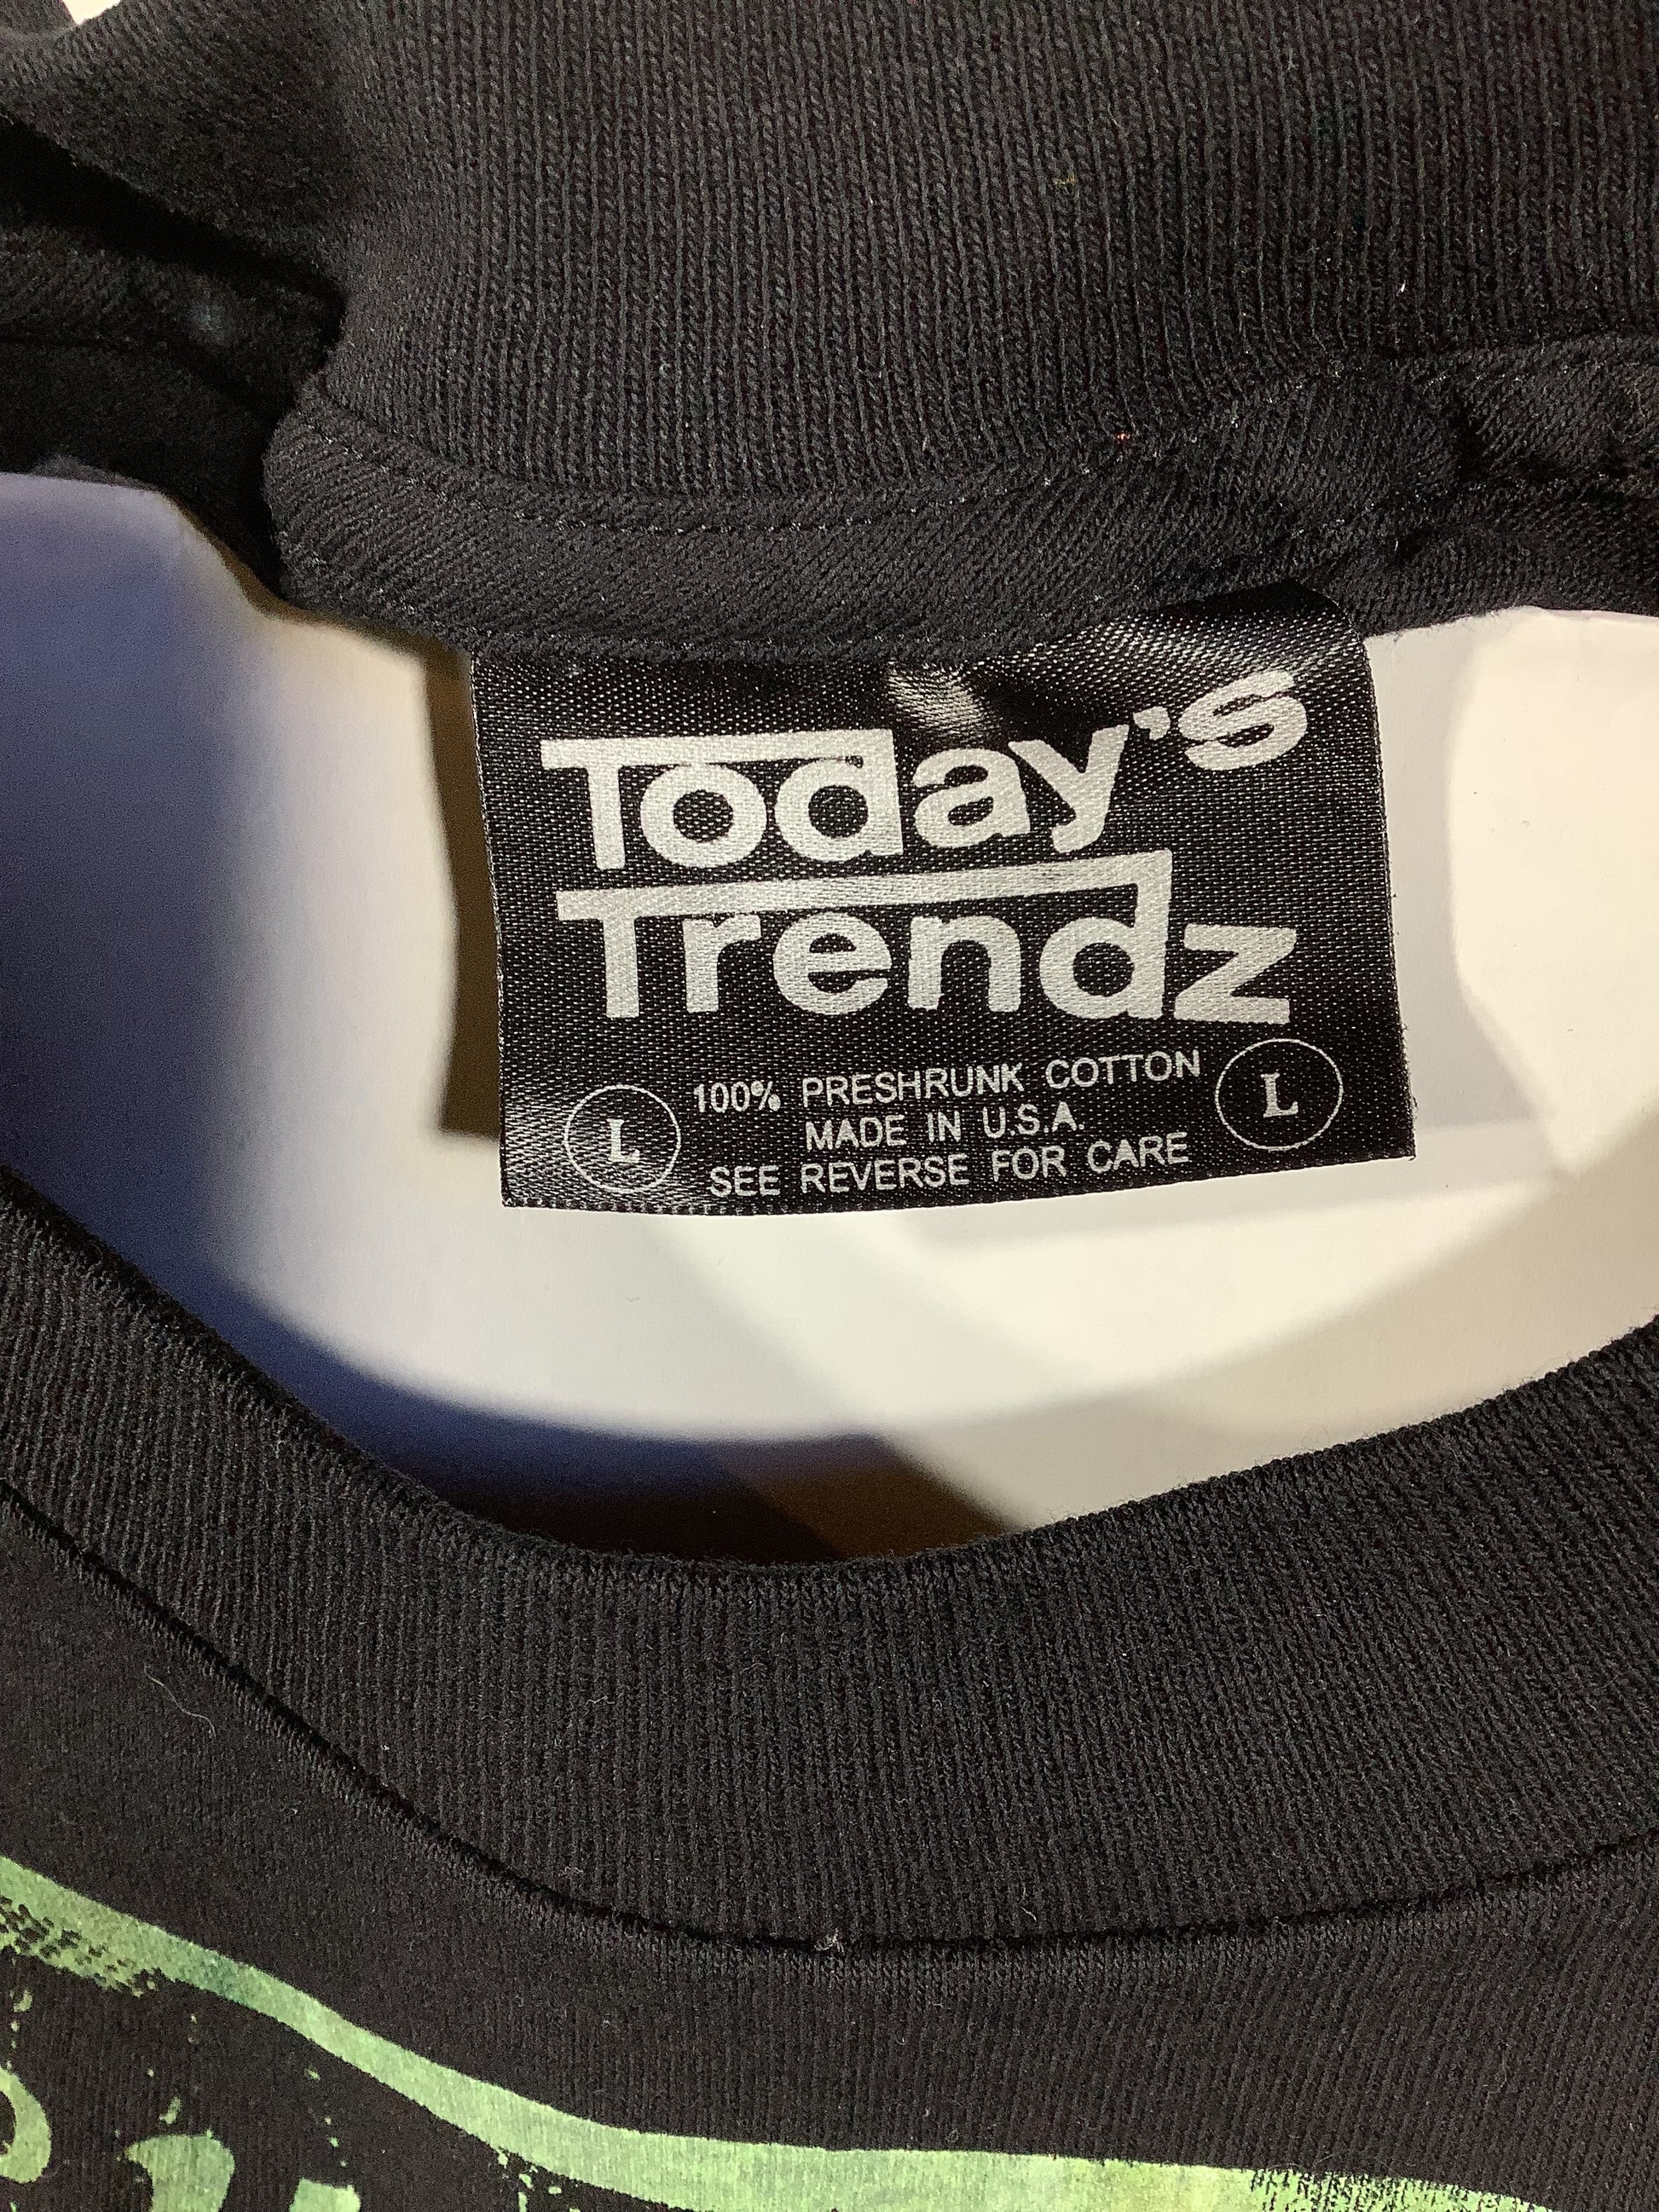 Today's
Trendz
100% PRESHRUNK COTTON
MADE IN U.S.A.
L SEE REVERSE FOR CARE L